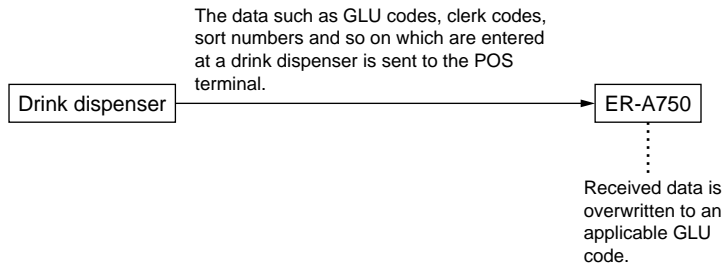 The data such as GLU codes, clerk codes,
sort numbers and so on which are entered
at a drink dispenser is sent to the POS
terminal.
Drink dispenser
ER-A750
Received data is
overwritten to an
applicable GLU
code.